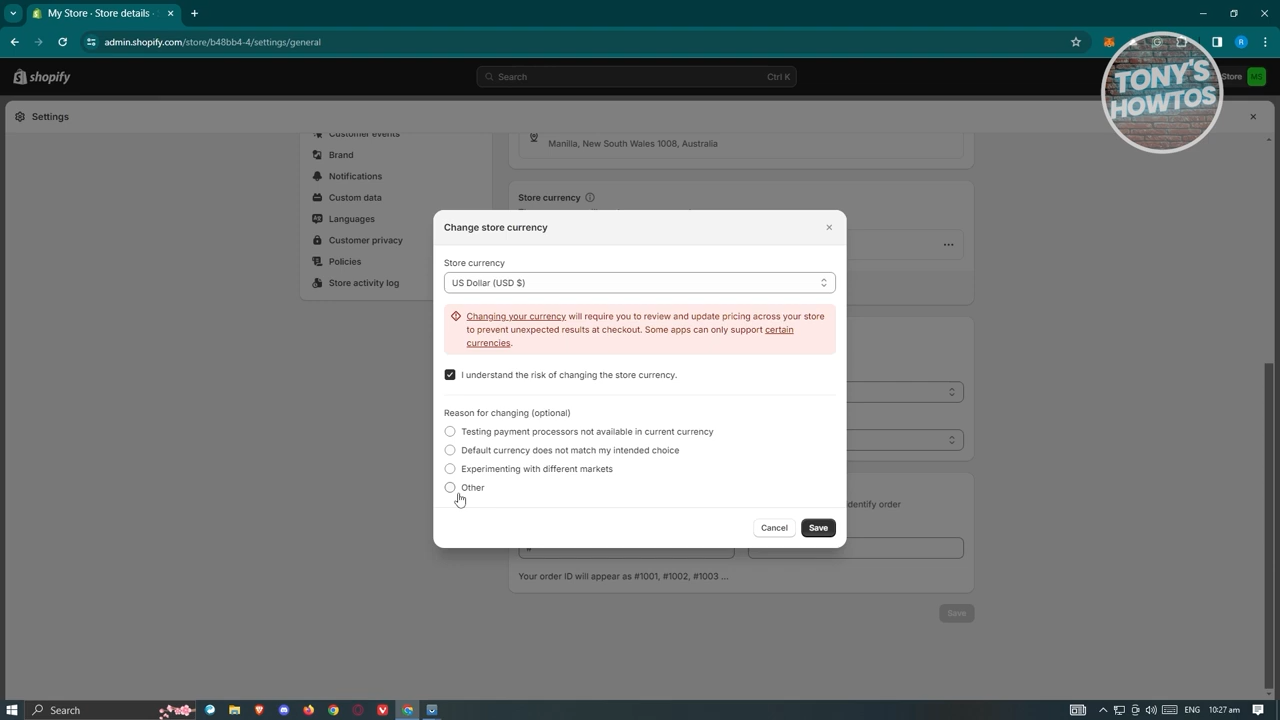 My Store · Store details ·
admin.shopify.com/store/b48bb4-4/settings/general
shopify
Search
Ctrl K
Store
MS
TONY'S
HOWTOS
Settings
Customer events
Brand
Notifications
Custom data
Languages
Customer privacy
Policies
Store activity log
Manilla, New South Wales 1008, Australia
Store currency
Change store currency
Store currency
US Dollar (USD $)
Changing your currency will require you to review and update pricing across your store
to prevent unexpected results at checkout. Some apps can only support certain
currencies.
I understand the risk of changing the store currency.
Reason for changing (optional)
Testing payment processors not available in current currency
Default currency does not match my intended choice
Experimenting with different markets
Other
identify order
Cancel
Save
Your order ID will appear as #1001, #1002, #1003 ...
Save
Search
ENG
10:27 am